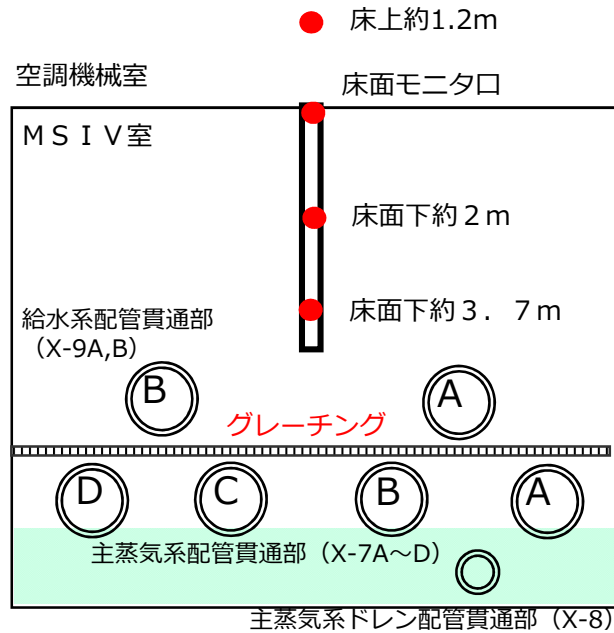 床上約1.2m
空調機械室
床面モニタ口
ＭＳＩＶ室
床面下約２ｍ
床面下約３．７ｍ
給水系配管貫通部
（X-9A,B）
B
A
グレーチング
D
C
B
A
主蒸気系配管貫通部（X-7A～D）
主蒸気系ドレン配管貫通部（X-8）